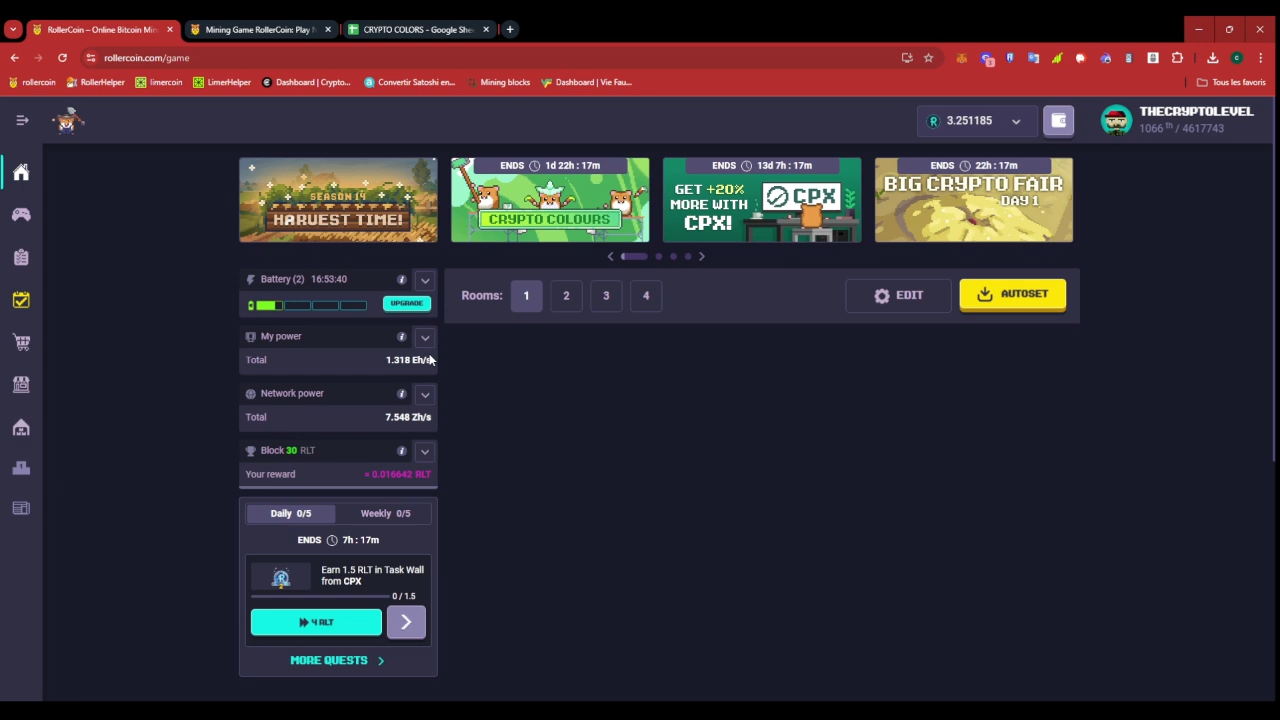 RollerCoin – Online Bitcoin Min
Mining Game RollerCoin: Play N
CRYPTO COLORS - Google She
rollercoin.com/game
rollercoin
RollerHelper
limercoin
LimerHelper
Dashboard | Crypto...
Convertir Satoshi en...
Mining blocks
Dashboard | Vie Fau...
Tous les favoris
3.251185
THECRYPTOLEVEL
1066 th / 4617743
SEASON 14
HARVEST TIME!
ENDS 1d 22h : 17m
CRYPTO COLOURS
ENDS 13d 7h : 17m
GET +20%
MORE WITH
CPX!
CPX
ENDS 22h : 17m
BIG CRYPTO FAIR
DAY 1
Battery (2) 16:53:40
UPGRADE
Rooms: 1 2 3 4
EDIT
AUTOSET
My power
Total 1.318 Eh/s
Network power
Total 7.548 Zh/s
Block 30 RLT
Your reward ≈ 0.016642 RLT
Daily 0/5 Weekly 0/5
ENDS 7h : 17m
Earn 1.5 RLT in Task Wall
from CPX
0 / 1.5
4 RLT
MORE QUESTS